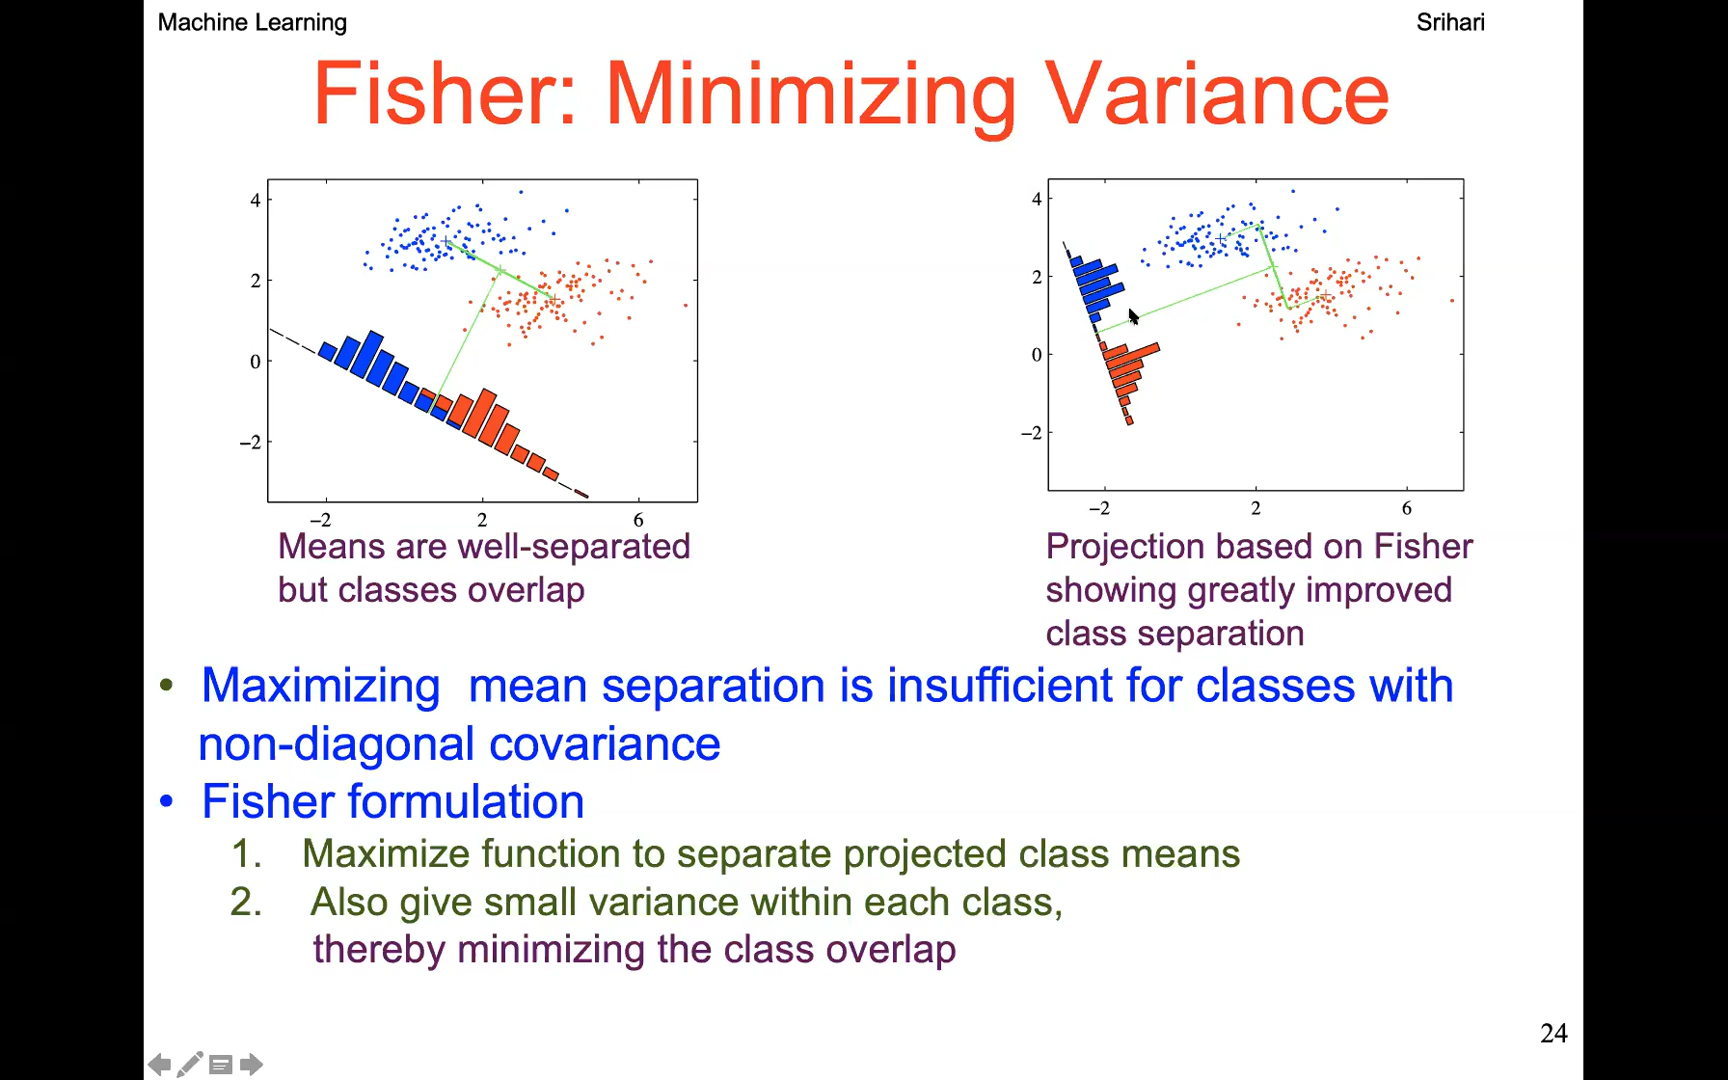 Machine Learning
Srihari
Fisher: Minimizing Variance
4
2
0
−2
−2
2
6
4
2
0
−2
−2
2
6
Means are well-separated
but classes overlap
Projection based on Fisher
showing greatly improved
class separation
• Maximizing mean separation is insufficient for classes with
non-diagonal covariance
• Fisher formulation
1. Maximize function to separate projected class means
2. Also give small variance within each class,
thereby minimizing the class overlap
24